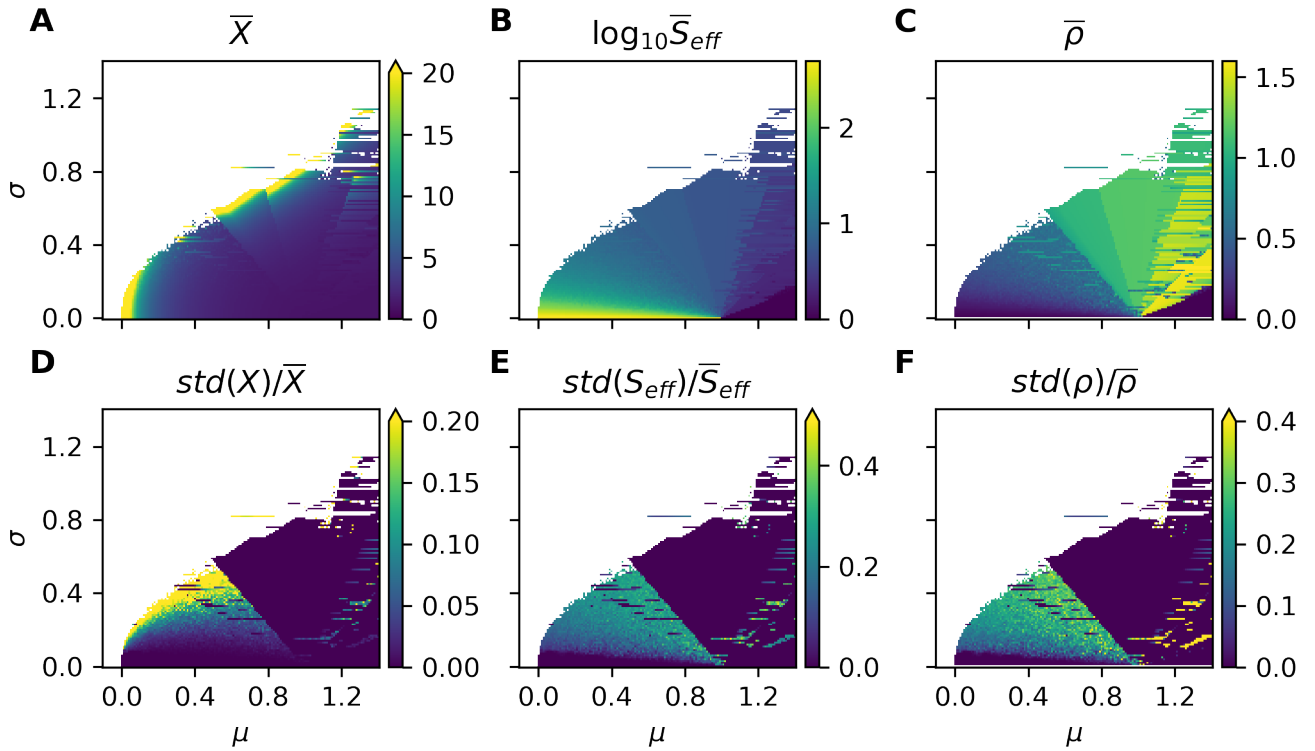 A
X̅
B
log₁₀S̅eff
C
ρ̅
σ
1.2
0.8
0.4
0.0
20
15
10
5
0
2
1
0
1.5
1.0
0.5
0.0
D
std(X)/X̅
E
std(Seff)/S̅eff
F
std(ρ)/ρ̅
σ
1.2
0.8
0.4
0.0
0.20
0.15
0.10
0.05
0.00
0.4
0.2
0.0
0.4
0.3
0.2
0.1
0.0
0.0 0.4 0.8 1.2
0.0 0.4 0.8 1.2
0.0 0.4 0.8 1.2
μ
μ
μ